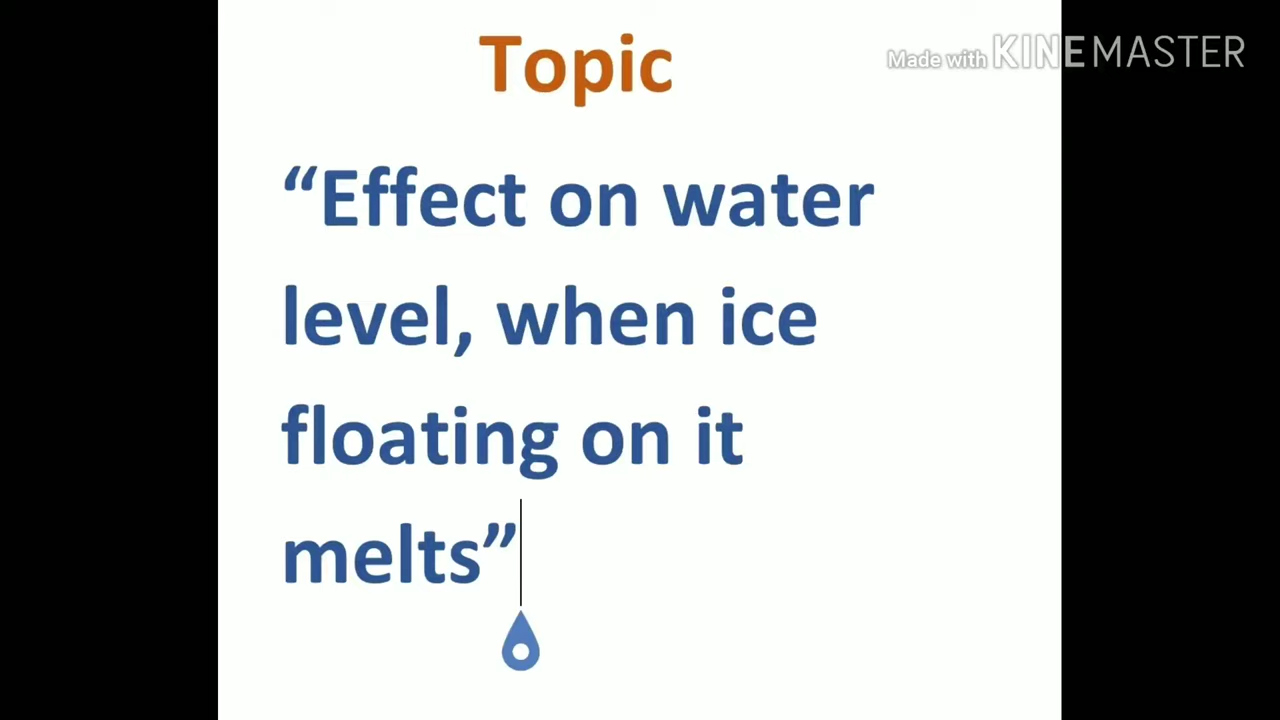 Topic
Made with KINEMASTER
“Effect on water
level, when ice
floating on it
melts”